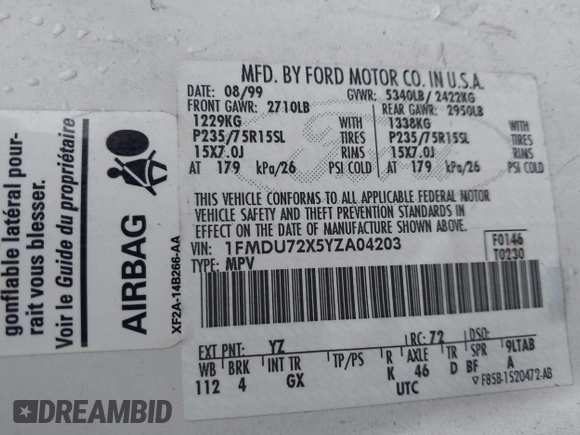 gonflable latéral pour-
rait vous blesser.
Voir le Guide du propriétaire
AIRBAG
XF2A-14B266-AA
MFD. BY FORD MOTOR CO. IN U.S.A.
DATE: 08/99 GVWR: 5340LB/ 2422KG
FRONT GAWR: 2710LB REAR GAWR: 2950LB
1229KG WITH 1338KG WITH
P235/75R15SL TIRES P235/75R15SL TIRES
15X7.0J RIMS 15X7.0J RIMS
AT 179 kPa/26 PSI COLD AT 179 kPa/26 PSI COLD
THIS VEHICLE CONFORMS TO ALL APPLICABLE FEDERAL MOTOR
VEHICLE SAFETY AND THEFT PREVENTION STANDARDS IN
EFFECT ON THE DATE OF MANUFACTURE SHOWN ABOVE.
VIN: 1FMDU72X5YZA04203 F0146
TYPE: MPV T0230
EXT PNT: YZ RC: 72 DSO:
WB BRK INT TR TP/PS R AXLE TR SPR 9LTAB
112 4 GX K 46 D BF A
UTC F85B-1520472-AB
BIDHISTORY